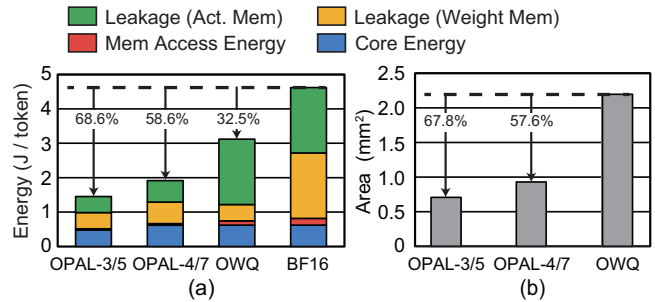 Leakage (Act. Mem) Leakage (Weight Mem)
Mem Access Energy Core Energy
Energy (J / token)
5
4
3
2
1
0
68.6%
58.6%
32.5%
OPAL-3/5 OPAL-4/7 OWQ BF16
(a)
Area (mm²)
2.5
2.0
1.5
1.0
0.5
0
67.8%
57.6%
OPAL-3/5 OPAL-4/7 OWQ
(b)